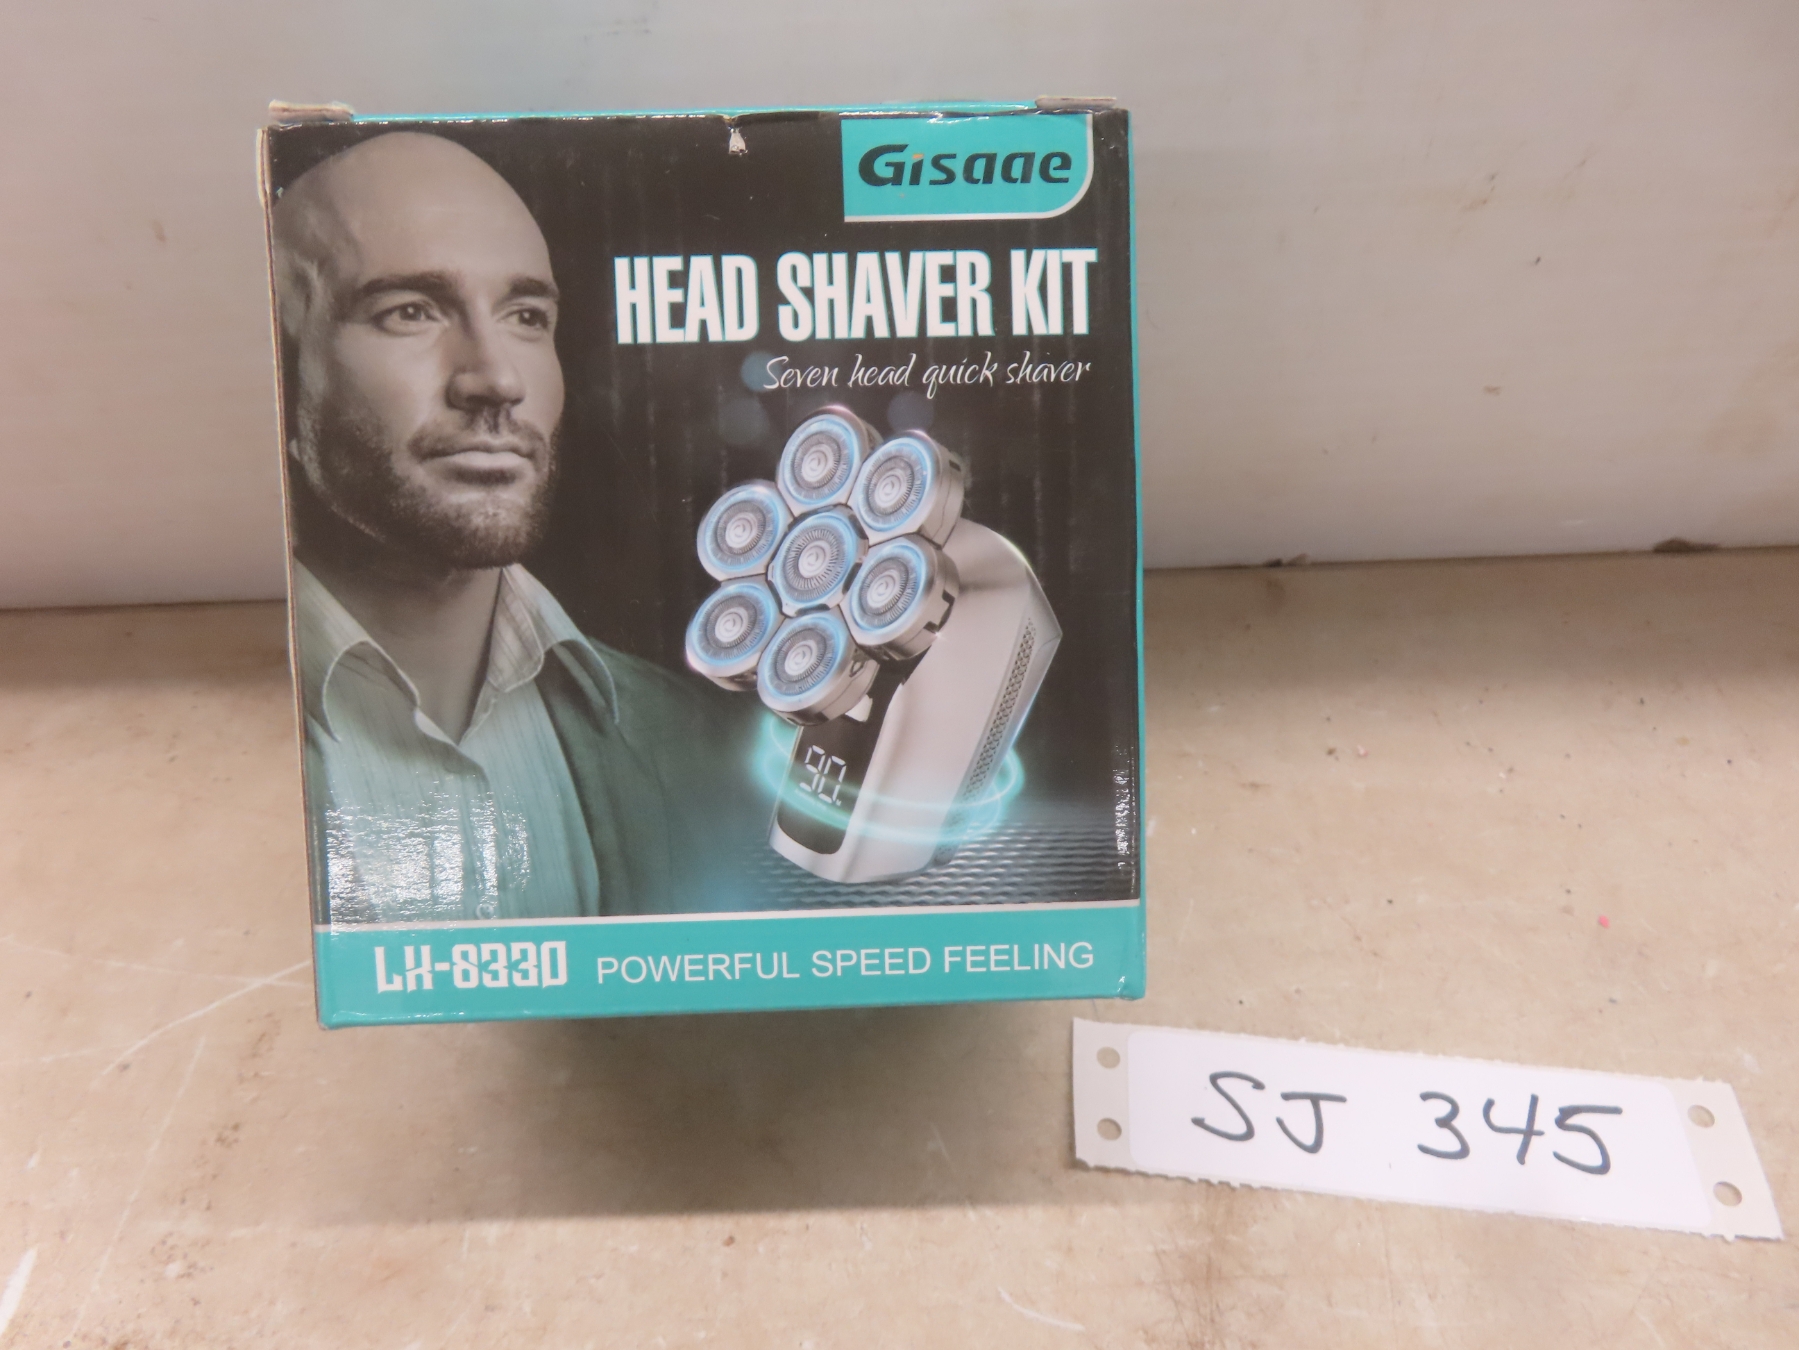 Gisaae
HEAD SHAVER KIT
Seven head quick shaver
90.
LX-8330 POWERFUL SPEED FEELING
SJ 345